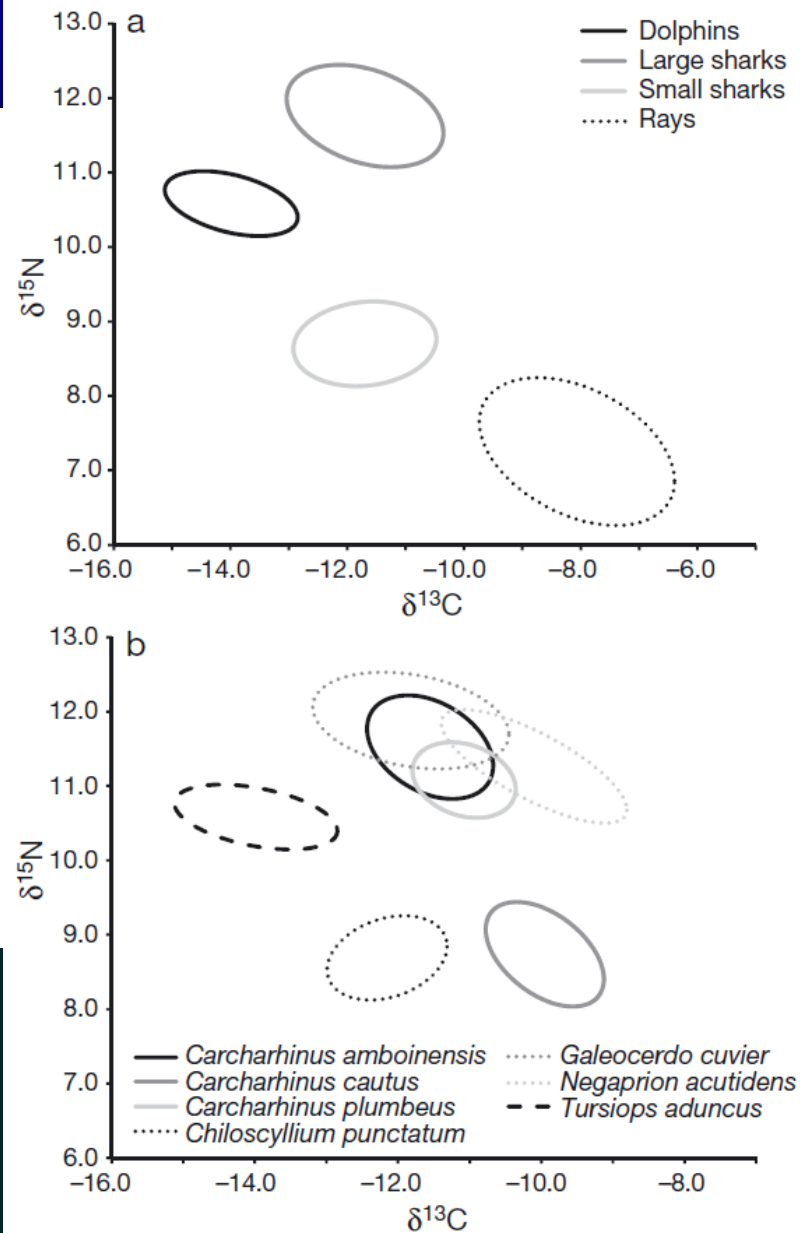 13.0
a
Dolphins
Large sharks
Small sharks
Rays
12.0
11.0
10.0
9.0
8.0
7.0
6.0
δ15N
–16.0 –14.0 –12.0 –10.0 –8.0 –6.0
δ13C
13.0
b
12.0
11.0
10.0
9.0
8.0
7.0
6.0
δ15N
Carcharhinus amboinensis
Carcharhinus cautus
Carcharhinus plumbeus
Chiloscyllium punctatum
Galeocerdo cuvier
Negaprion acutidens
Tursiops aduncus
–16.0 –14.0 –12.0 –10.0 –8.0
δ13C